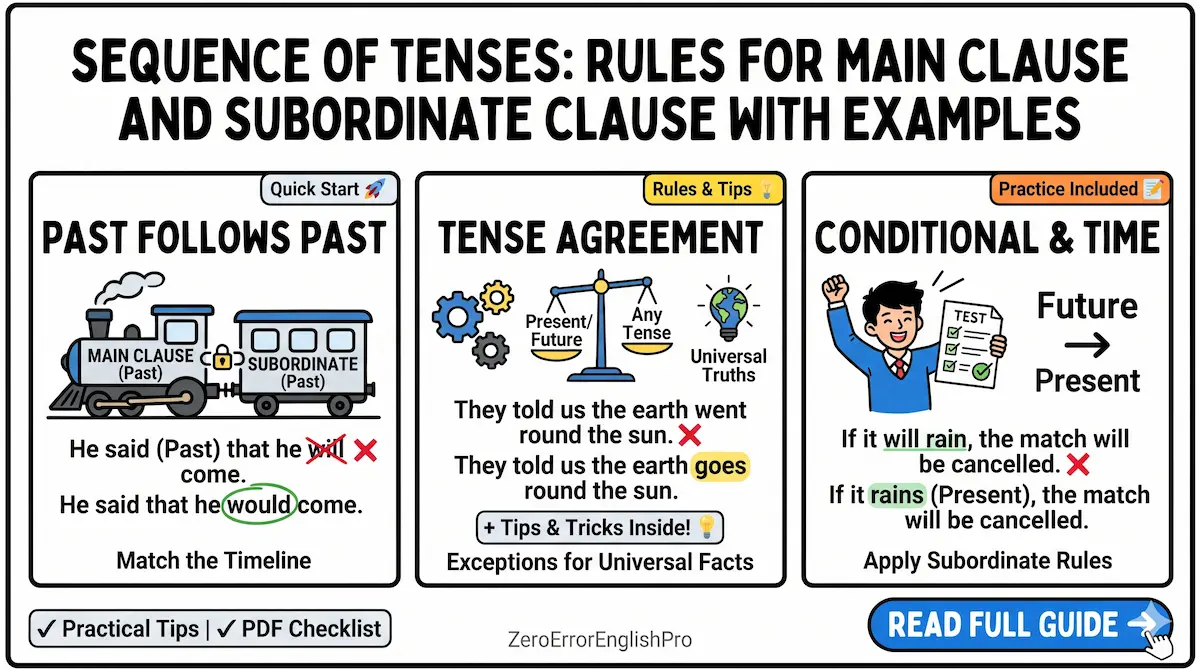 SEQUENCE OF TENSES: RULES FOR MAIN CLAUSE
AND SUBORDINATE CLAUSE WITH EXAMPLES
Quick Start
PAST FOLLOWS PAST
MAIN CLAUSE
(Past)
SUBORDINATE
(Past)
He said (Past) that he will
come.
He said that he would come.
Match the Timeline
Rules & Tips
TENSE AGREEMENT
Present/
Future
Any
Tense
Universal
Truths
They told us the earth went
round the sun.
They told us the earth goes
round the sun.
+ Tips & Tricks Inside!
Exceptions for Universal Facts
Practice Included
CONDITIONAL & TIME
TEST
Future
→
Present
If it will rain, the match will
be cancelled.
If it rains (Present), the match
will be cancelled.
Apply Subordinate Rules
✓ Practical Tips | ✓ PDF Checklist
ZeroErrorEnglishPro
READ FULL GUIDE